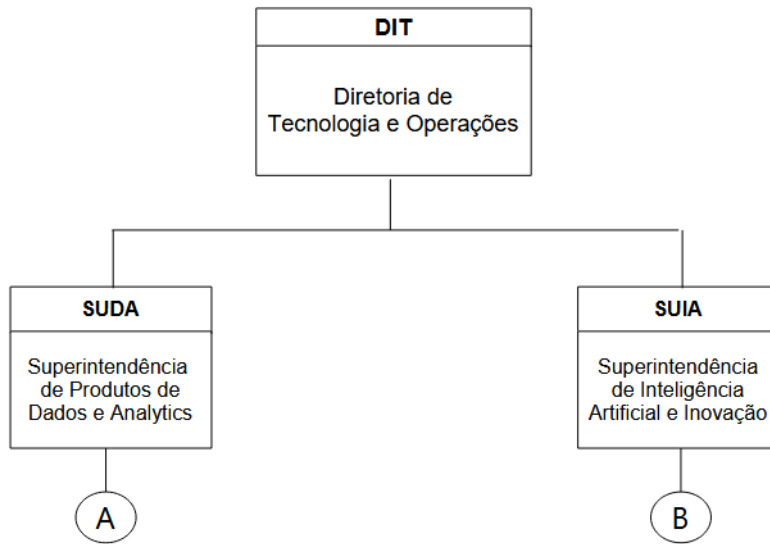 DIT
Diretoria de
Tecnologia e Operações
SUDA
Superintendência
de Produtos de
Dados e Analytics
A
SUIA
Superintendência
de Inteligência
Artificial e Inovação
B